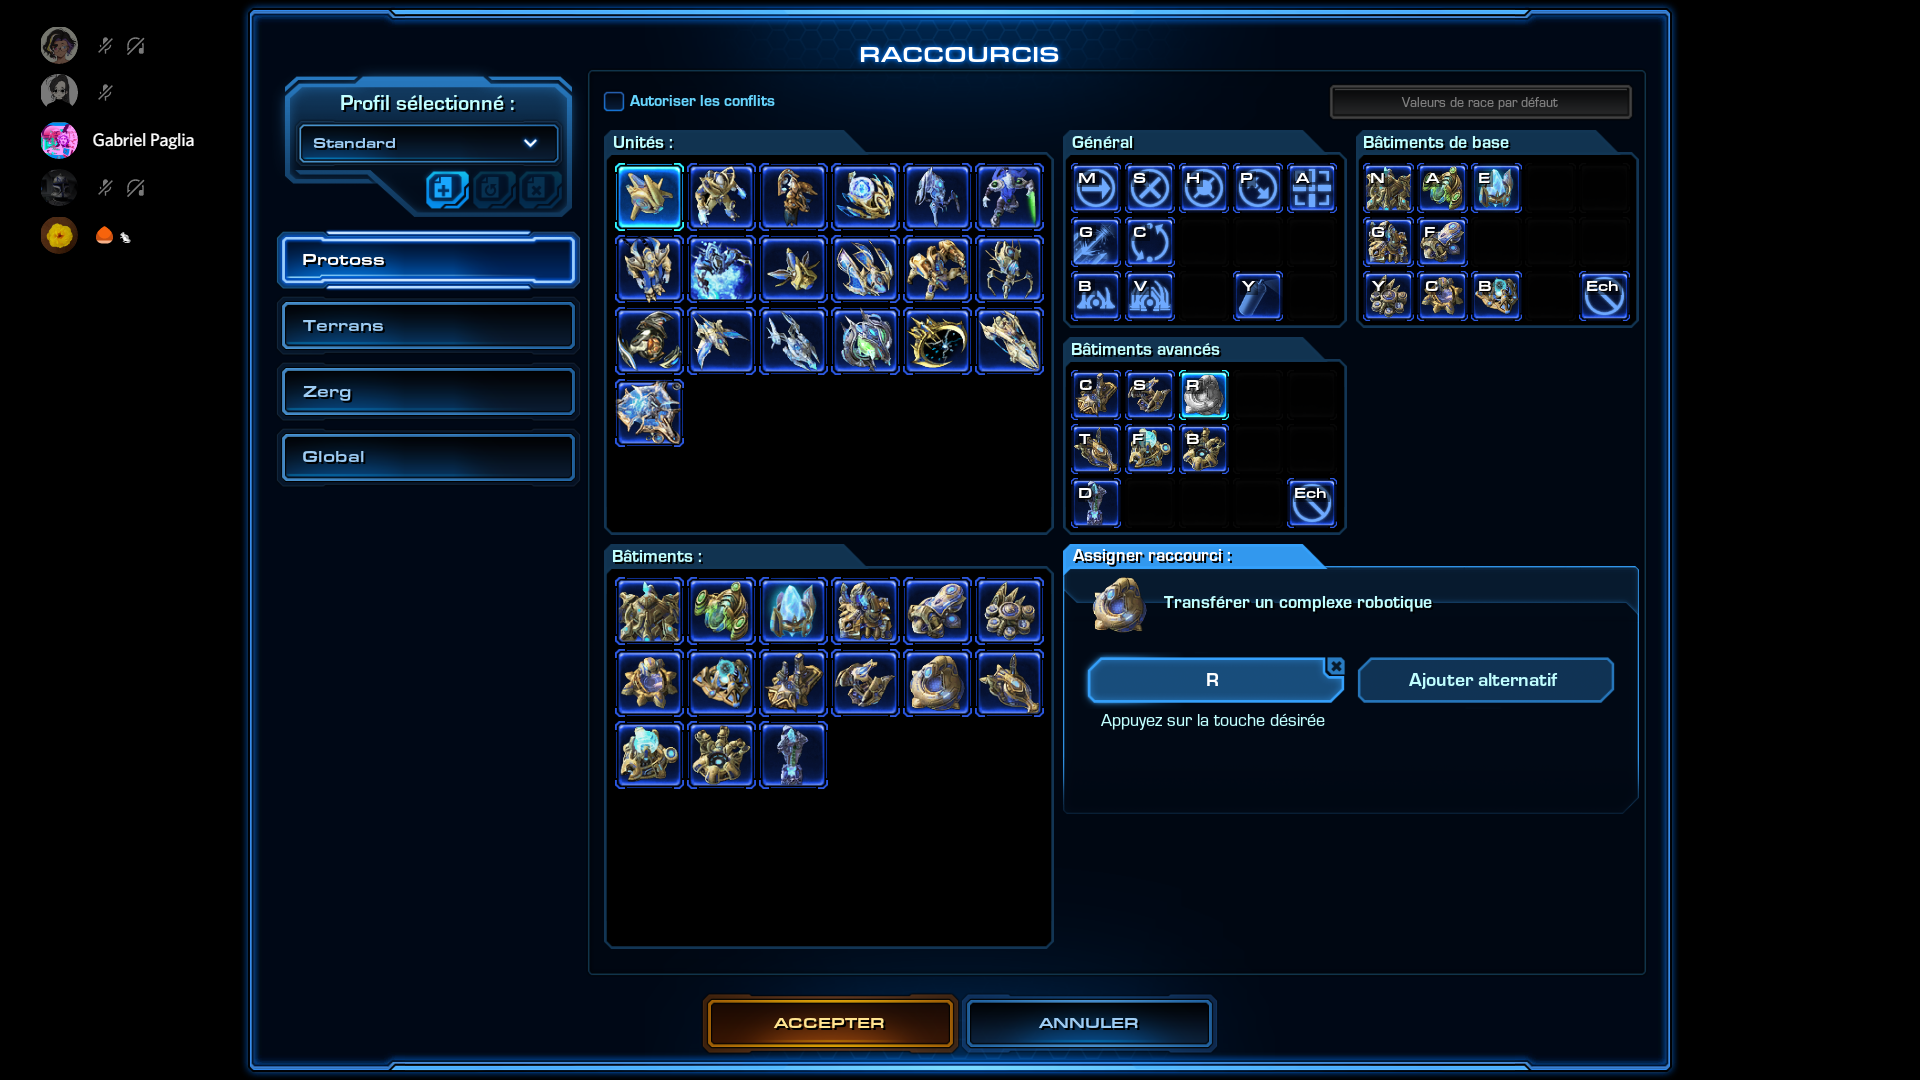 RACCOURCIS
Gabriel Paglia
Profil sélectionné :
Standard
Protoss
Terrans
Zerg
Global
Autoriser les conflits
Valeurs de race par défaut
Unités :
Général
M S H P A
G C
B V Y
Bâtiments de base
N A E
G F
Y C B Ech
Bâtiments avancés
C S R
T F B
D Ech
Bâtiments :
Assigner raccourci :
Transférer un complexe robotique
R
Ajouter alternatif
Appuyez sur la touche désirée
ACCEPTER
ANNULER